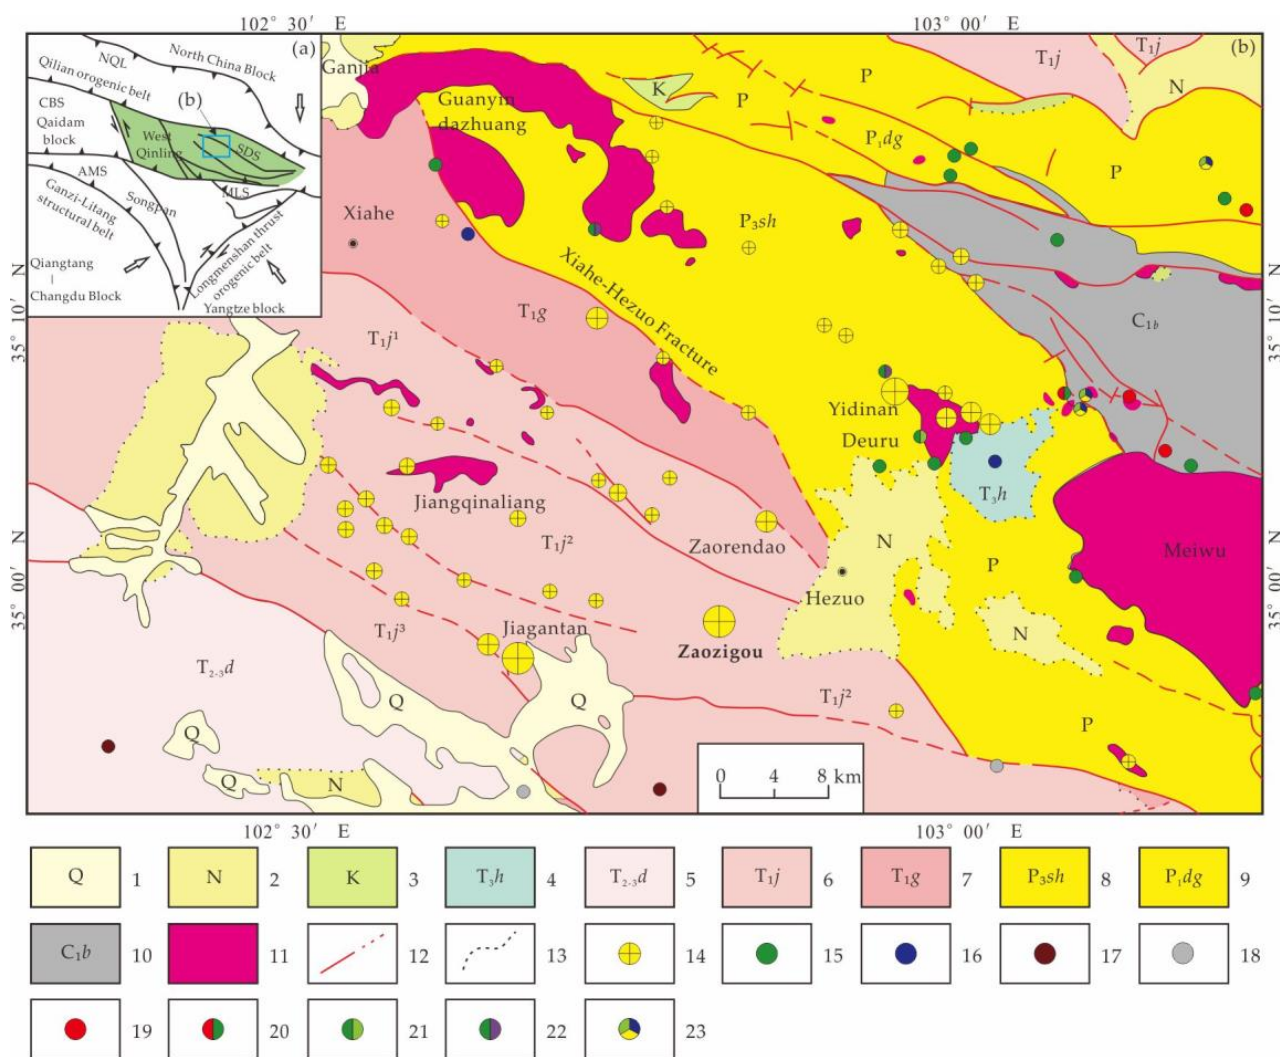 102° 30′ E
103° 00′ E
(a)
North China Block
NQL
Qilian orogenic belt
CBS
(b)
Qaidam
block
West
Qinling
SDS
AMS
MLS
Songpan
Ganzi-Litang
structural belt
Longmenshan thrust
orogenic belt
Qiangtang
Changdu Block
Yangtze block
(b)
Ganjia
T₁j
T₁j
N
P
K
P
Guanyin
dazhuang
P₁dg
P
Xiahe
P₃sh
Xiahe-Hezuo Fracture
35° 10′ N
35° 10′ N
T₁g
T₁j¹
C₁b
Yidinan
Deuru
T₃h
Jiangqinaliang
T₁j²
Zaorendao
N
Meiwu
P
Hezuo
35° 00′ N
35° 00′ N
T₁j³
Jiagantan
Zaozigou
N
T₂₋₃d
Q
Q
T₁j²
P
Q
Q
N
0 4 8 km
102° 30′ E
103° 00′ E
Q 1
N 2
K 3
T₃h 4
T₂₋₃d 5
T₁j 6
T₁g 7
P₃sh 8
P₁dg 9
C₁b 10
11
12
13
14
15
16
17
18
19
20
21
22
23